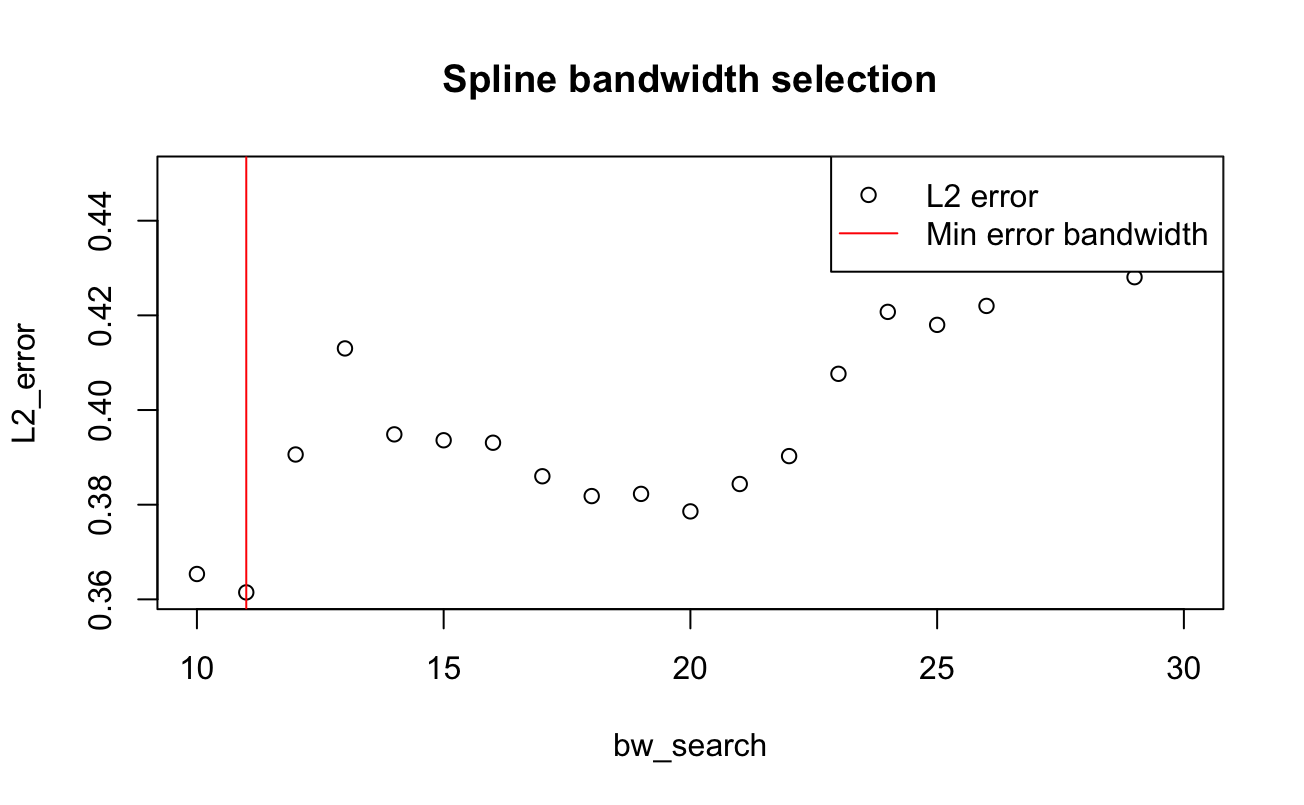 Spline bandwidth selection
L2 error
Min error bandwidth
0.44
0.42
0.40
0.38
0.36
L2_error
10 15 20 25 30
bw_search